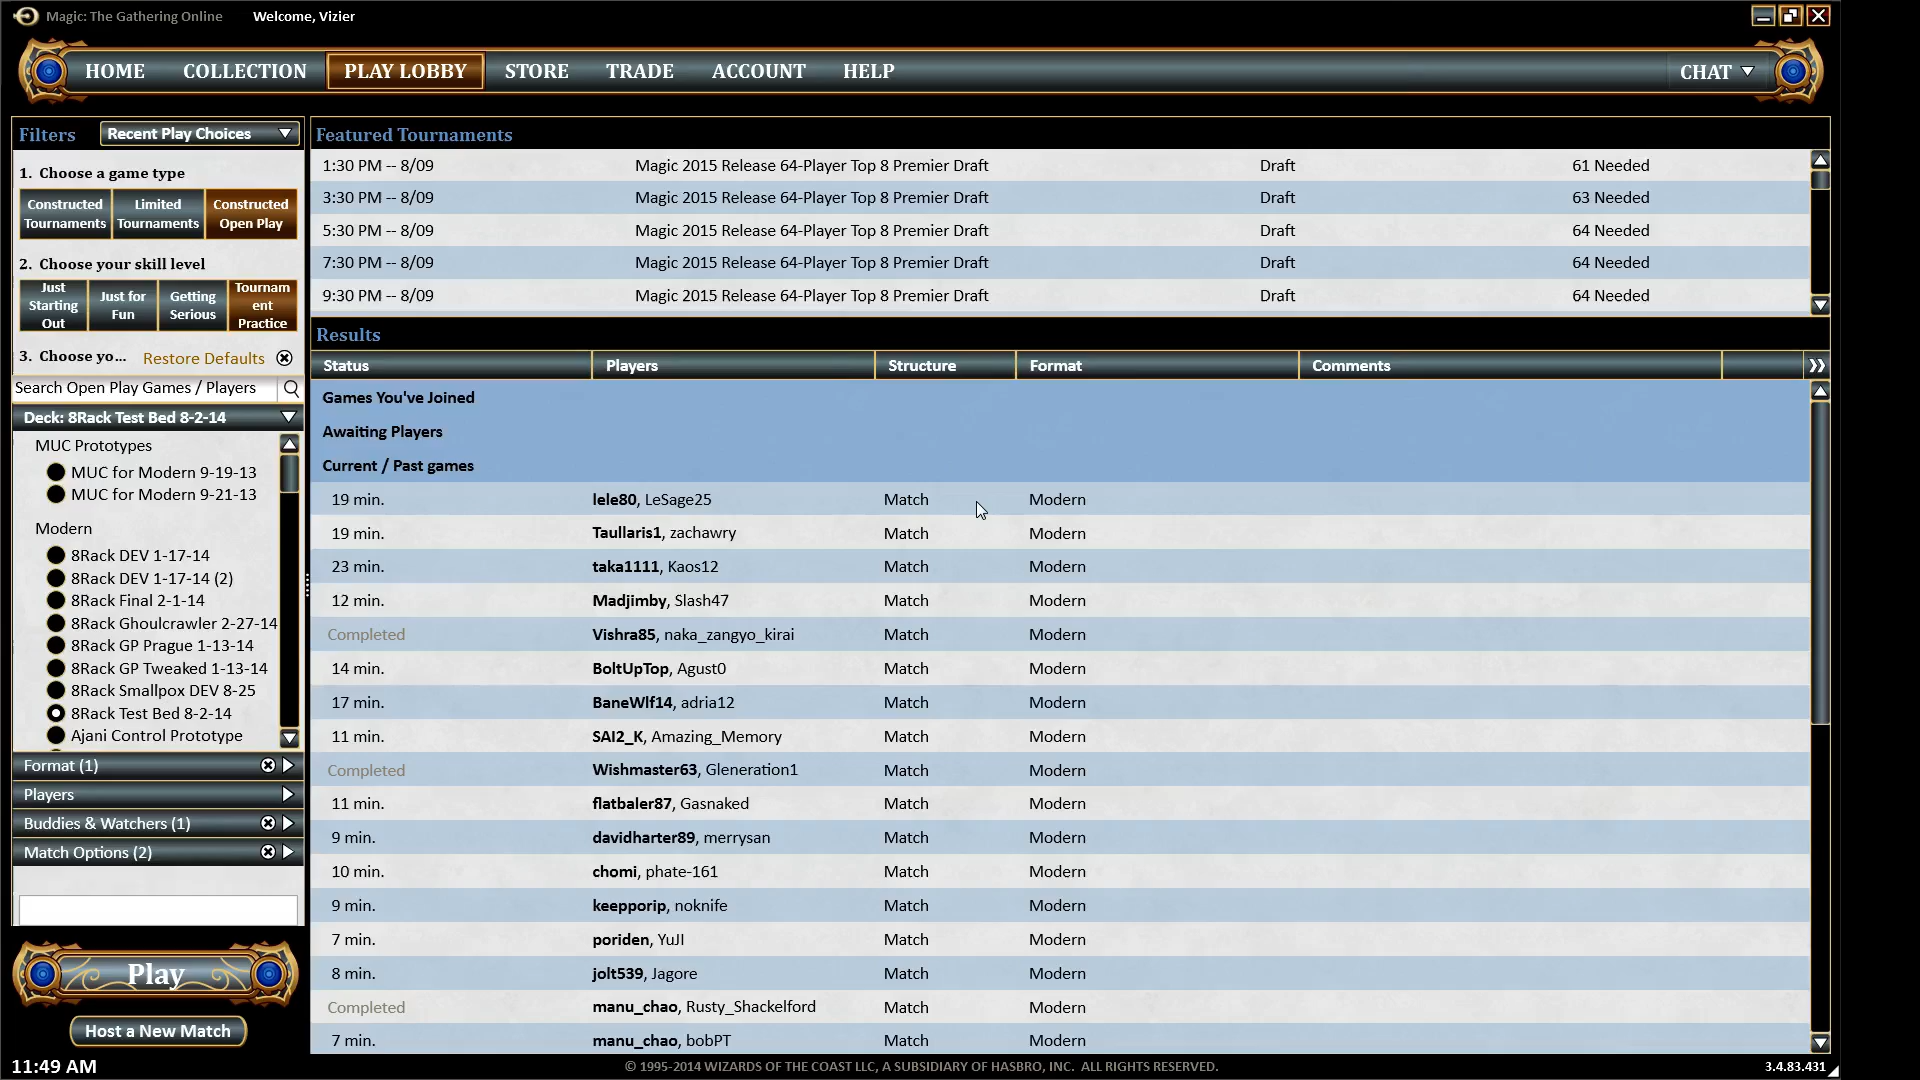 Magic: The Gathering Online
Welcome, Vizier
HOME COLLECTION PLAY LOBBY STORE TRADE ACCOUNT HELP CHAT
Filters Recent Play Choices
1. Choose a game type
Constructed Tournaments
Limited Tournaments
Constructed Open Play
2. Choose your skill level
Just Starting Out
Just for Fun
Getting Serious
Tournam ent Practice
3. Choose yo... Restore Defaults
Search Open Play Games / Players
Deck: 8Rack Test Bed 8-2-14
MUC Prototypes
MUC for Modern 9-19-13
MUC for Modern 9-21-13
Modern
8Rack DEV 1-17-14
8Rack DEV 1-17-14 (2)
8Rack Final 2-1-14
8Rack Ghoulcrawler 2-27-14
8Rack GP Prague 1-13-14
8Rack GP Tweaked 1-13-14
8Rack Smallpox DEV 8-25
8Rack Test Bed 8-2-14
Ajani Control Prototype
Format (1)
Players
Buddies & Watchers (1)
Match Options (2)
Play
Host a New Match
11:49 AM
Featured Tournaments
1:30 PM -- 8/09 Magic 2015 Release 64-Player Top 8 Premier Draft Draft 61 Needed
3:30 PM -- 8/09 Magic 2015 Release 64-Player Top 8 Premier Draft Draft 63 Needed
5:30 PM -- 8/09 Magic 2015 Release 64-Player Top 8 Premier Draft Draft 64 Needed
7:30 PM -- 8/09 Magic 2015 Release 64-Player Top 8 Premier Draft Draft 64 Needed
9:30 PM -- 8/09 Magic 2015 Release 64-Player Top 8 Premier Draft Draft 64 Needed
Results
Status Players Structure Format Comments
Games You've Joined
Awaiting Players
Current / Past games
19 min. lele80, LeSage25 Match Modern
19 min. Taullaris1, zachawry Match Modern
23 min. taka1111, Kaos12 Match Modern
12 min. Madjimby, Slash47 Match Modern
Completed Vishra85, naka_zangyo_kirai Match Modern
14 min. BoltUpTop, Agust0 Match Modern
17 min. BaneWlf14, adria12 Match Modern
11 min. SAI2_K, Amazing_Memory Match Modern
Completed Wishmaster63, Gleneration1 Match Modern
11 min. flatbaler87, Gasnaked Match Modern
9 min. davidharter89, merrysan Match Modern
10 min. chomi, phate-161 Match Modern
9 min. keepporip, noknife Match Modern
7 min. poriden, YuJI Match Modern
8 min. jolt539, Jagore Match Modern
Completed manu_chao, Rusty_Shackelford Match Modern
7 min. manu_chao, bobPT Match Modern
© 1995-2014 WIZARDS OF THE COAST LLC, A SUBSIDIARY OF HASBRO, INC. ALL RIGHTS RESERVED.
3.4.83.431